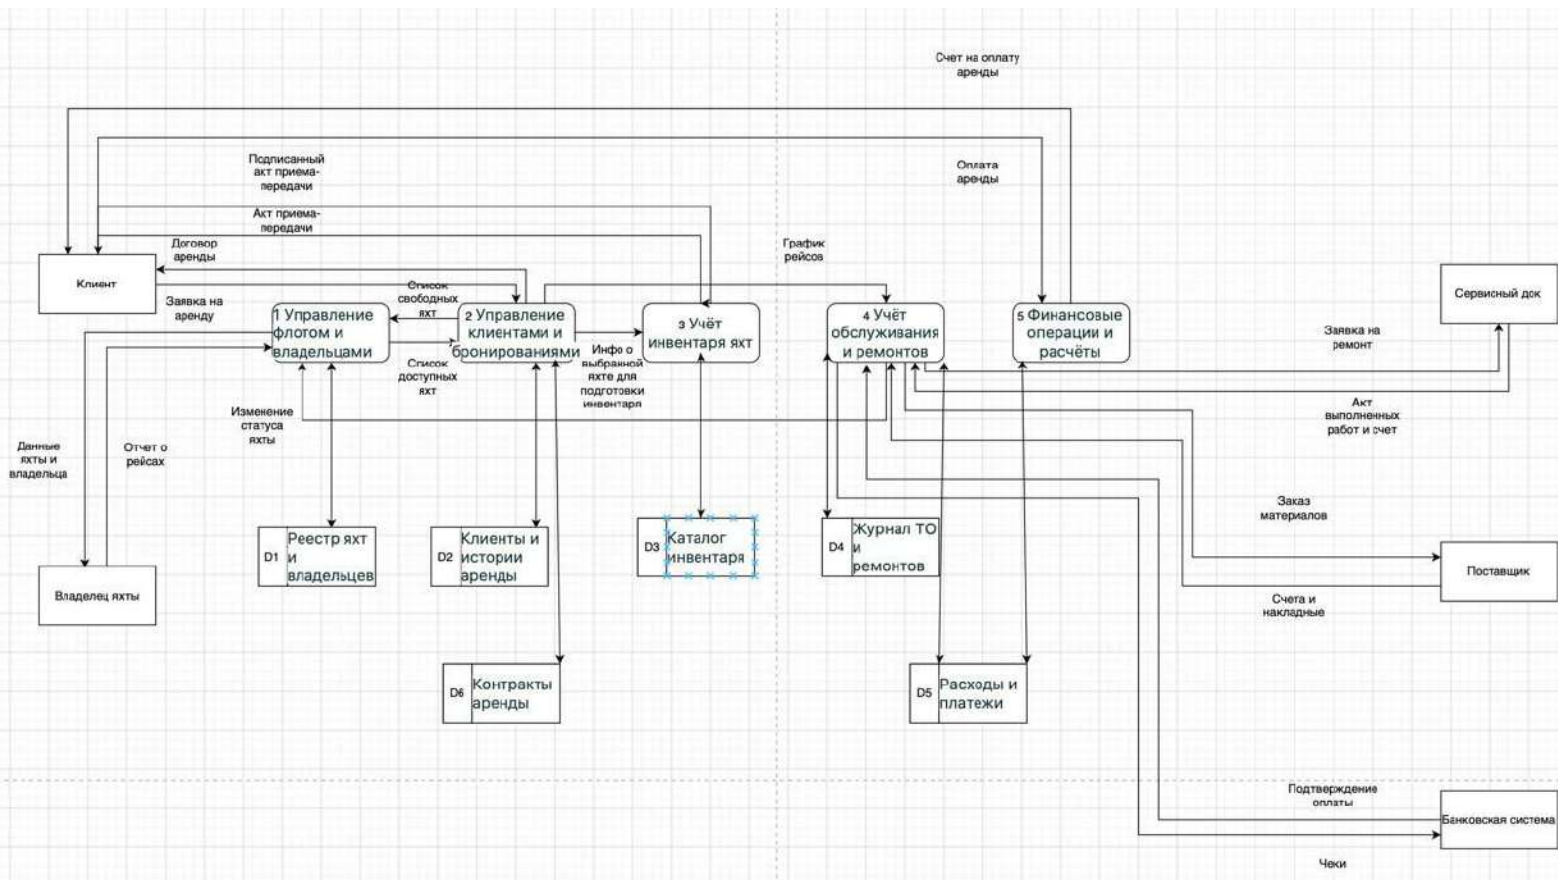 Счет на оплату
аренды
Подписанный
акт приема-
передачи
Оплата
аренды
Акт приема-
передачи
Договор
аренды
График
рейсов
Клиент
Заявка на
аренду
Список
свободных
яхт
1 Управление
флотом и
владельцами
2 Управление
клиентами и
бронированиями
3 Учёт
инвентаря яхт
4 Учёт
обслуживания
и ремонтов
5 Финансовые
операции и
расчёты
Сервисный док
Заявка на
ремонт
Список
доступных
яхт
Инфо о
выбранной
яхте для
подготовки
инвентаря
Изменение
статуса
яхты
Акт
выполненных
работ и счет
Данные
яхты и
владельца
Отчет о
рейсах
Заказ
материалов
D1
Реестр яхт
и
владельцев
D2
Клиенты и
истории
аренды
D3
Каталог
инвентаря
D4
Журнал ТО
и
ремонтов
Поставщик
Владелец яхты
Счета и
накладные
D6
Контракты
аренды
D5
Расходы и
платежи
Подтверждение
оплаты
Банковская система
Чеки